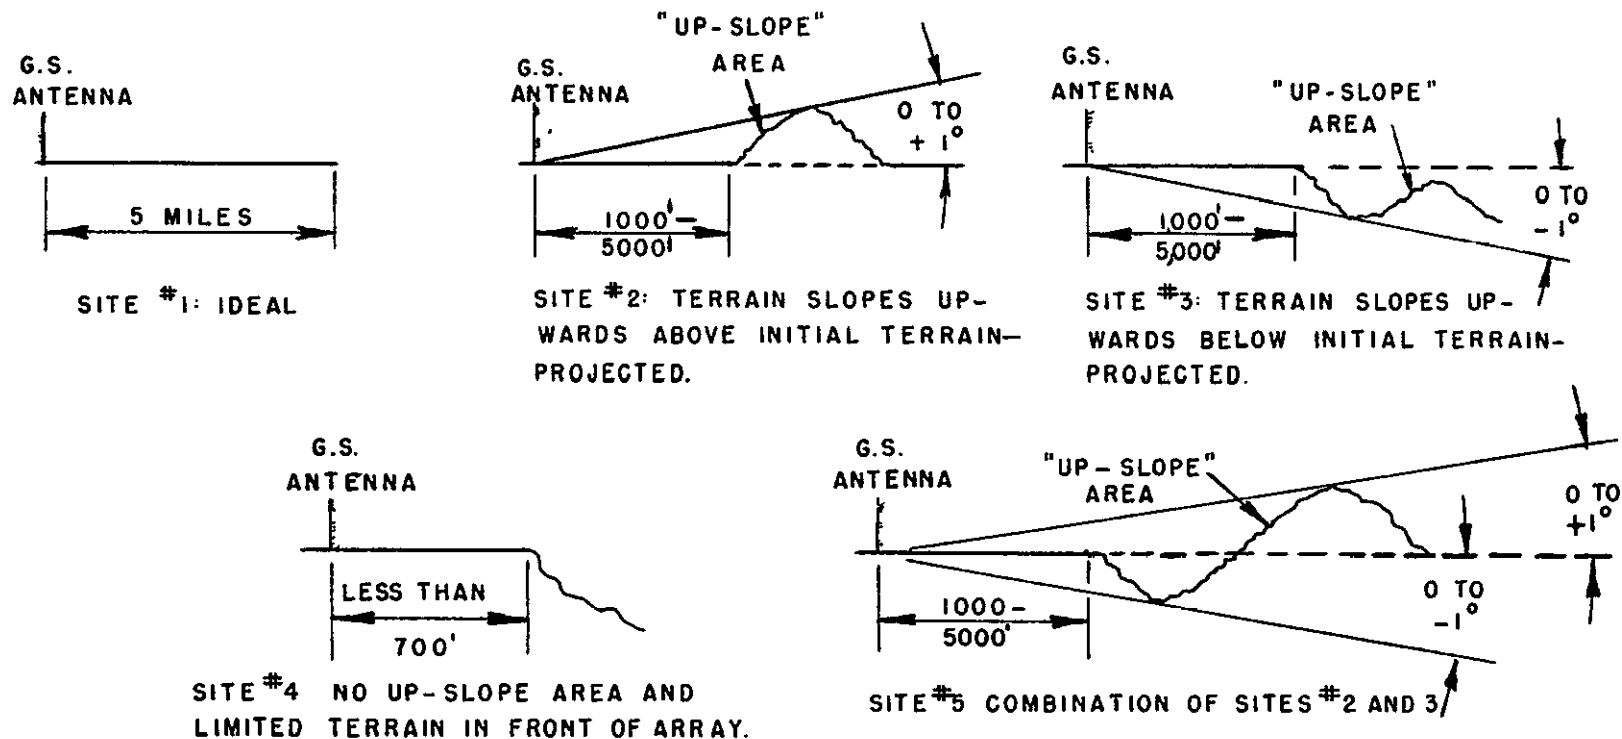 G.S.
ANTENNA
5 MILES
SITE #1: IDEAL
"UP-SLOPE"
AREA
G.S.
ANTENNA
0 TO
+ 1°
1000'-
5000'
SITE #2: TERRAIN SLOPES UP-
WARDS ABOVE INITIAL TERRAIN-
PROJECTED.
G.S.
ANTENNA
"UP-SLOPE"
AREA
0 TO
- 1°
1,000'-
5,000'
SITE #3: TERRAIN SLOPES UP-
WARDS BELOW INITIAL TERRAIN-
PROJECTED.
G.S.
ANTENNA
LESS THAN
700'
SITE #4 NO UP-SLOPE AREA AND
LIMITED TERRAIN IN FRONT OF ARRAY.
G.S.
ANTENNA
"UP-SLOPE"
AREA
0 TO
+1°
0 TO
-1°
1000-
5000'
SITE #5 COMBINATION OF SITES #2 AND 3